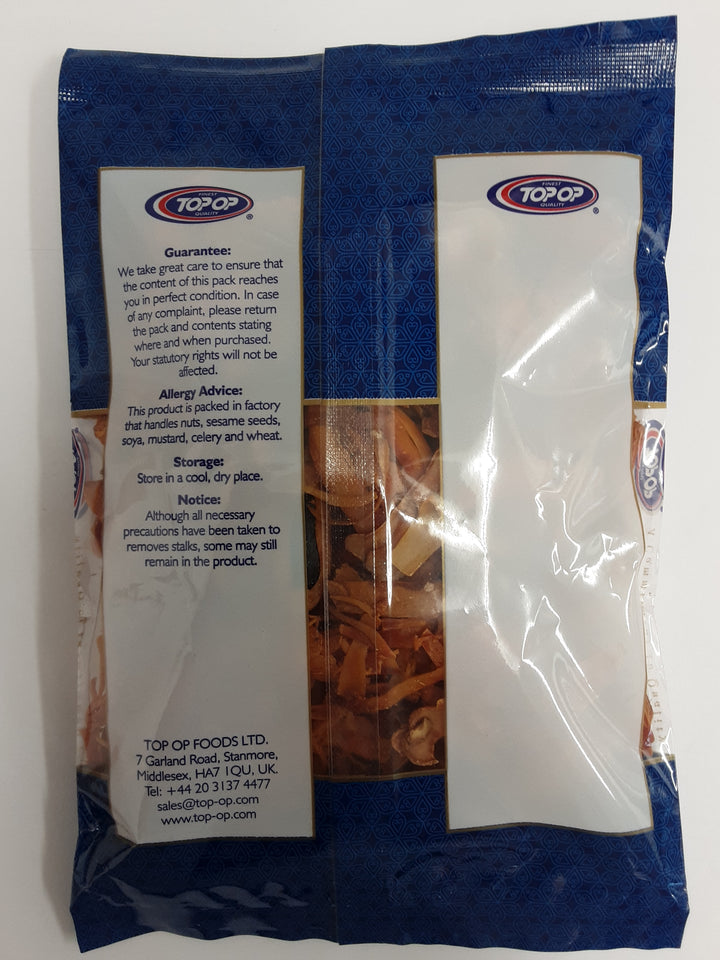 FINEST
TOPOP
QUALITY
®
Guarantee:
We take great care to ensure that
the content of this pack reaches
you in perfect condition. In case
of any complaint, please return
the pack and contents stating
where and when purchased.
Your statutory rights will not be
affected.
Allergy Advice:
This product is packed in factory
that handles nuts, sesame seeds,
soya, mustard, celery and wheat.
Storage:
Store in a cool, dry place.
Notice:
Although all necessary
precautions have been taken to
removes stalks, some may still
remain in the product.
TOP OP FOODS LTD.
7 Garland Road, Stanmore,
Middlesex, HA7 1QU, UK.
Tel: +44 20 3137 4477
sales@top-op.com
www.top-op.com
FINEST
TOPOP
QUALITY
®